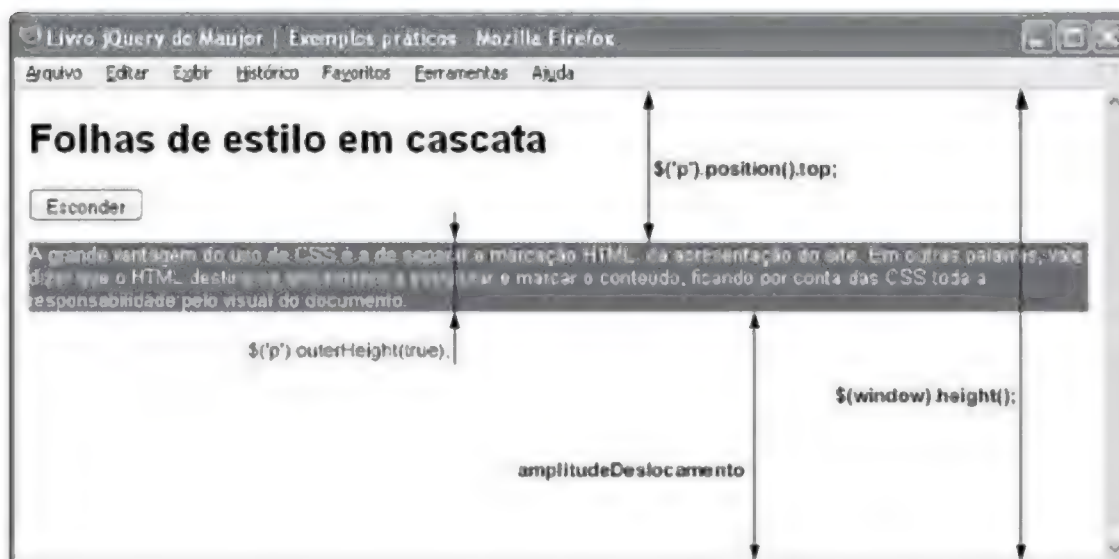 Livro jQuery do Maujor | Exemplos práticos Mozilla Firefox
Arquivo Editar Exibir Histórico Favoritos Ferramentas Ajuda
Folhas de estilo em cascata
$('p').position().top;
Esconder
A grande vantagem do uso de CSS é a de separar a marcação HTML, da apresentação do site. Em outras palavras, vale
dizer que o HTML e marcar o conteúdo, ficando por conta das CSS toda a
responsabilidade pelo visual do documento.
$('p').outerHeight(true);
$(window).height();
amplitudeDeslocamento